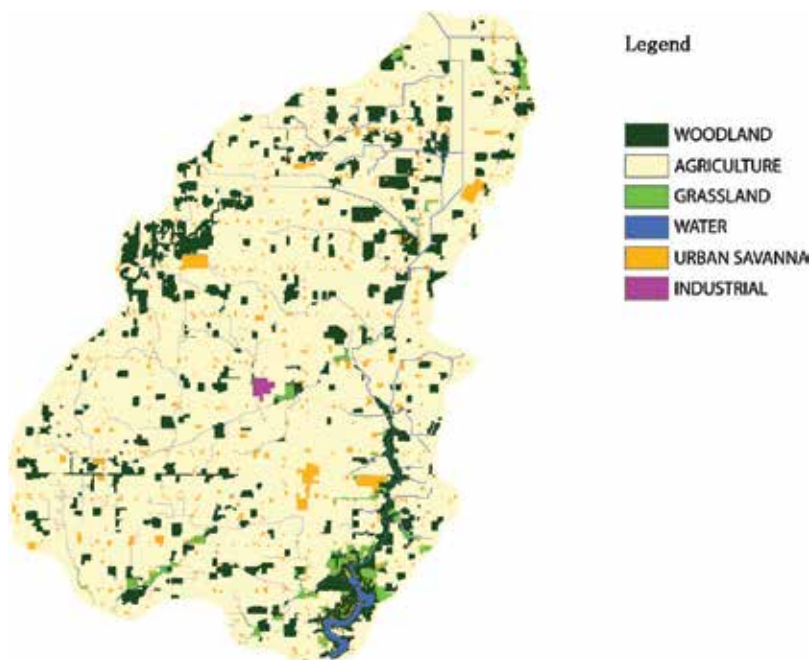 Legend
WOODLAND
AGRICULTURE
GRASSLAND
WATER
URBAN SAVANNA
INDUSTRIAL